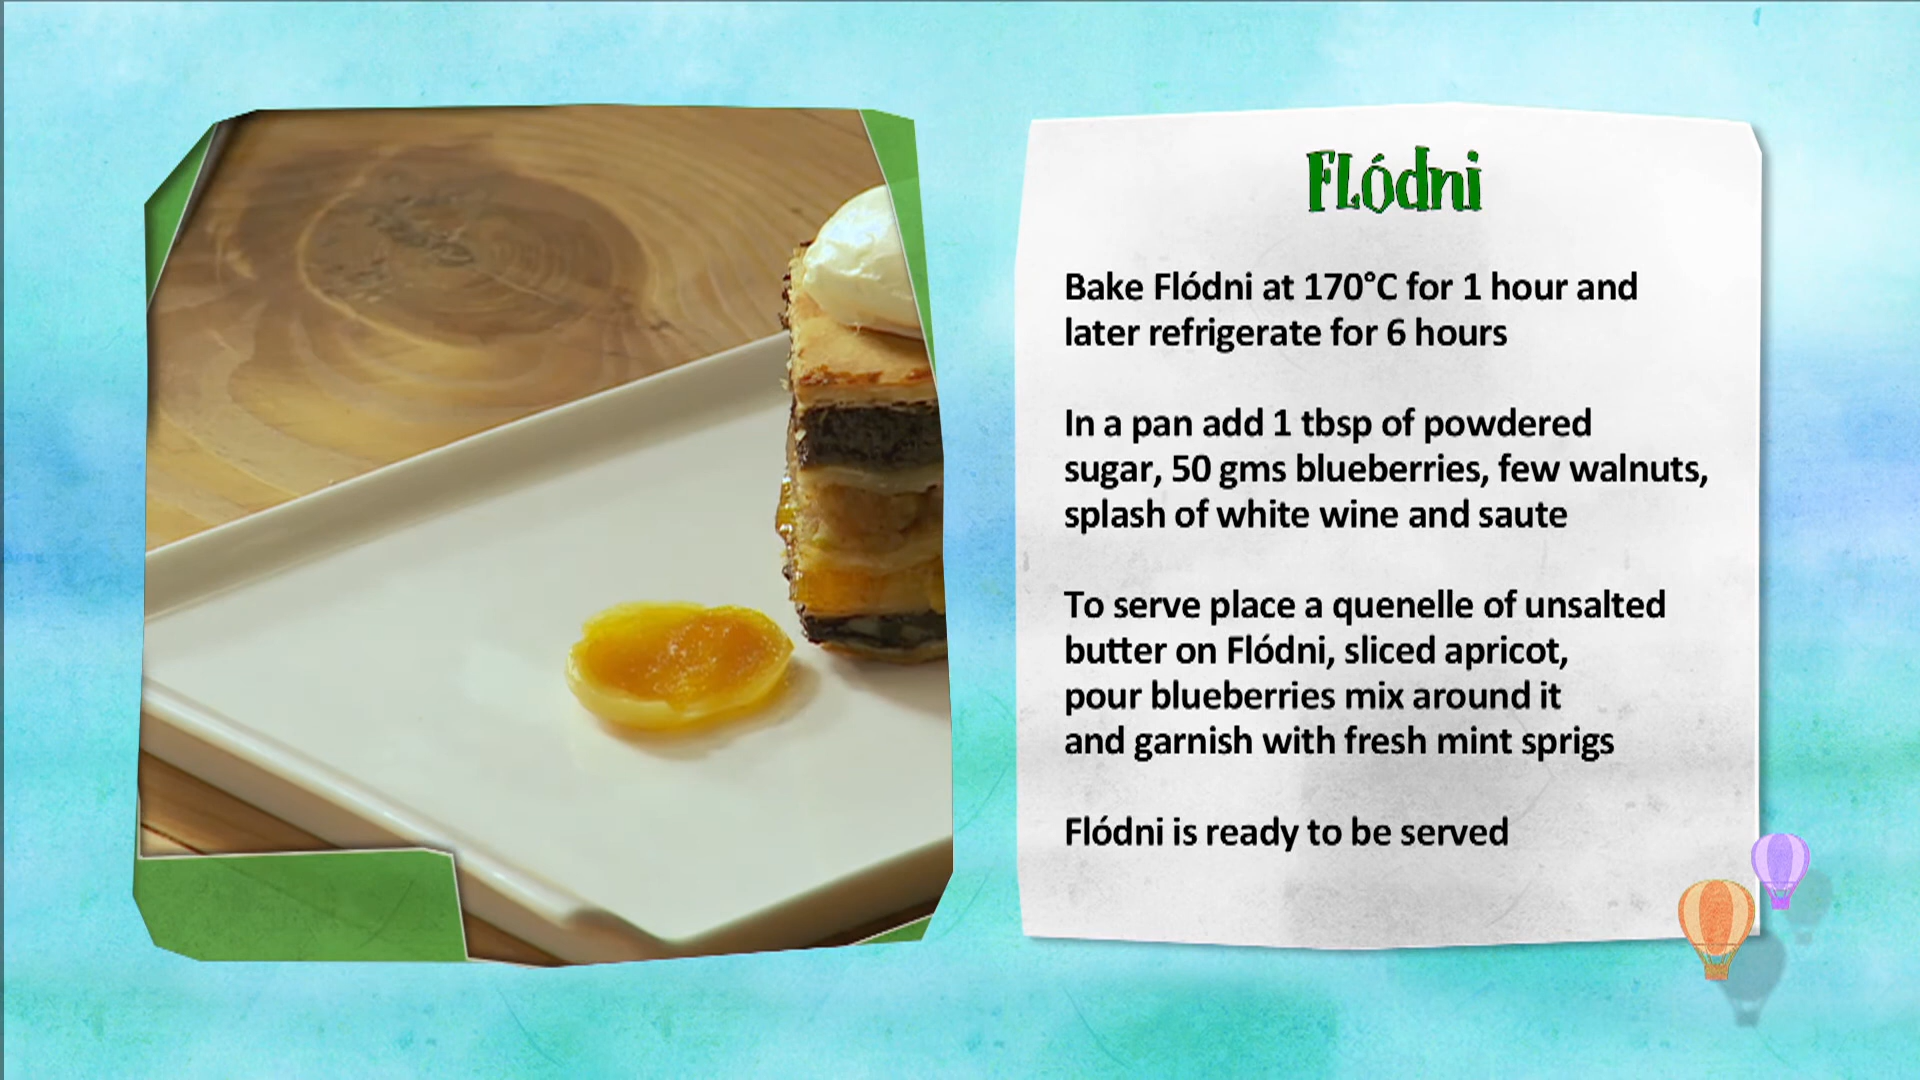 Flódni
Bake Flódni at 170°C for 1 hour and
later refrigerate for 6 hours
In a pan add 1 tbsp of powdered
sugar, 50 gms blueberries, few walnuts,
splash of white wine and saute
To serve place a quenelle of unsalted
butter on Flódni, sliced apricot,
pour blueberries mix around it
and garnish with fresh mint sprigs
Flódni is ready to be served